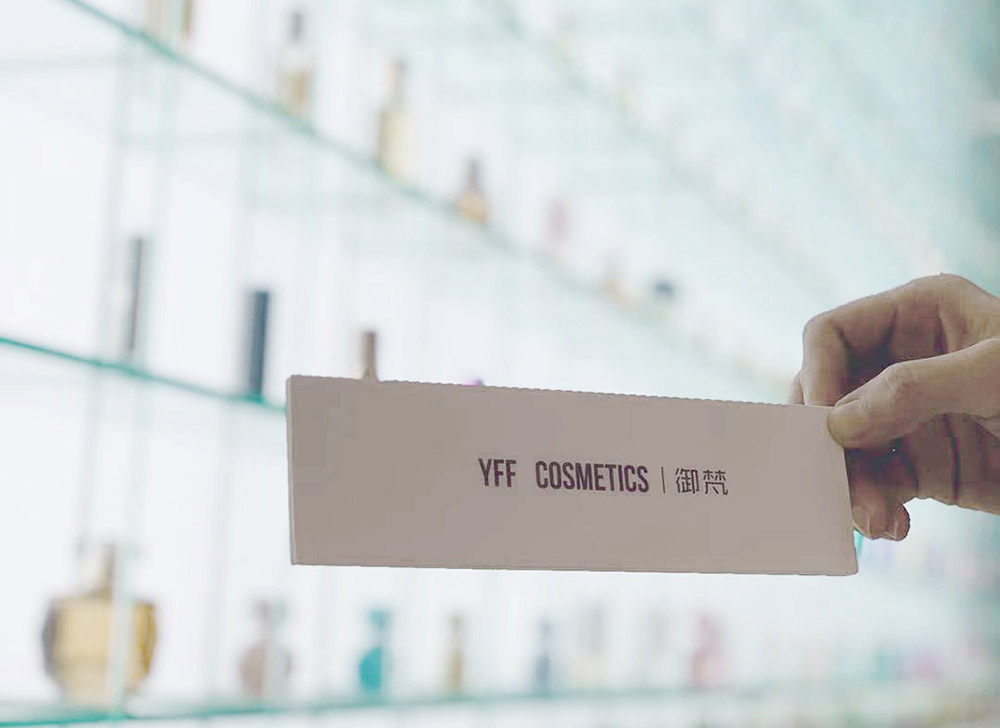 YFF COSMETICS | 御梵